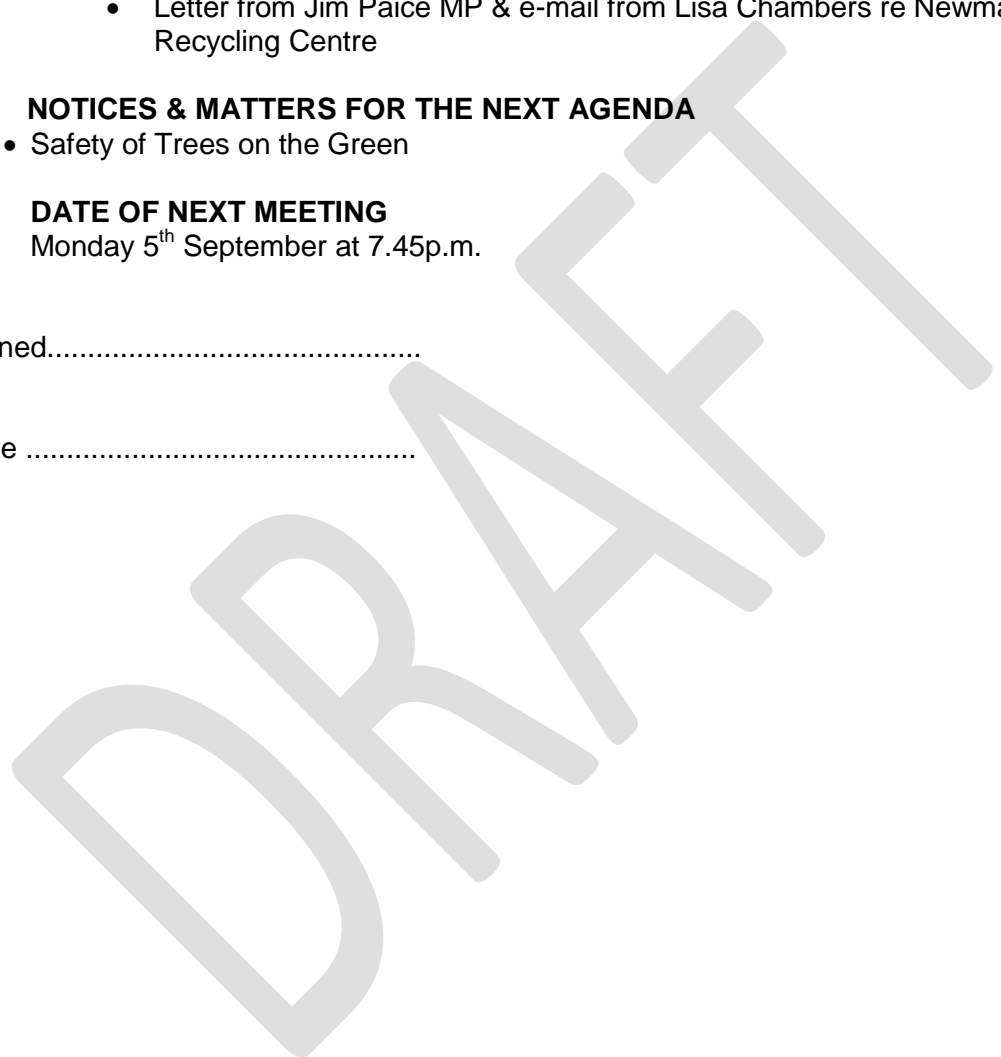 • Letter from Jim Paice MP & e-mail from Lisa Chambers re
Recycling Centre
NOTICES & MATTERS FOR THE NEXT AGENDA
• Safety of Trees on the Green
DATE OF NEXT MEETING
Monday 5th September at 7.45p.m.
ned..............................................
e ................................................
DRAFT